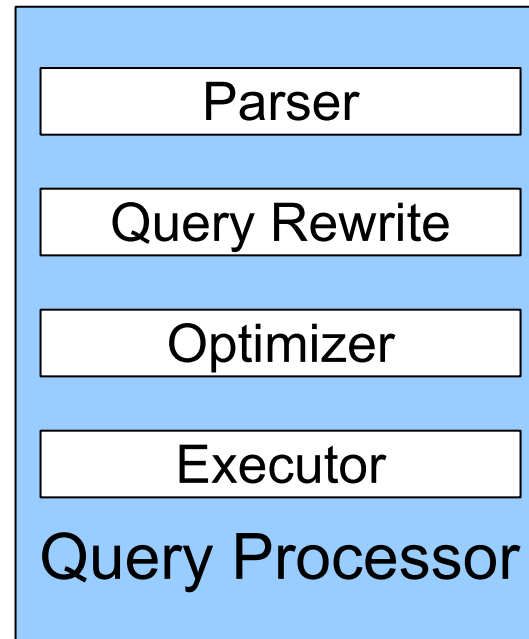 Parser
Query Rewrite
Optimizer
Executor
Query Processor